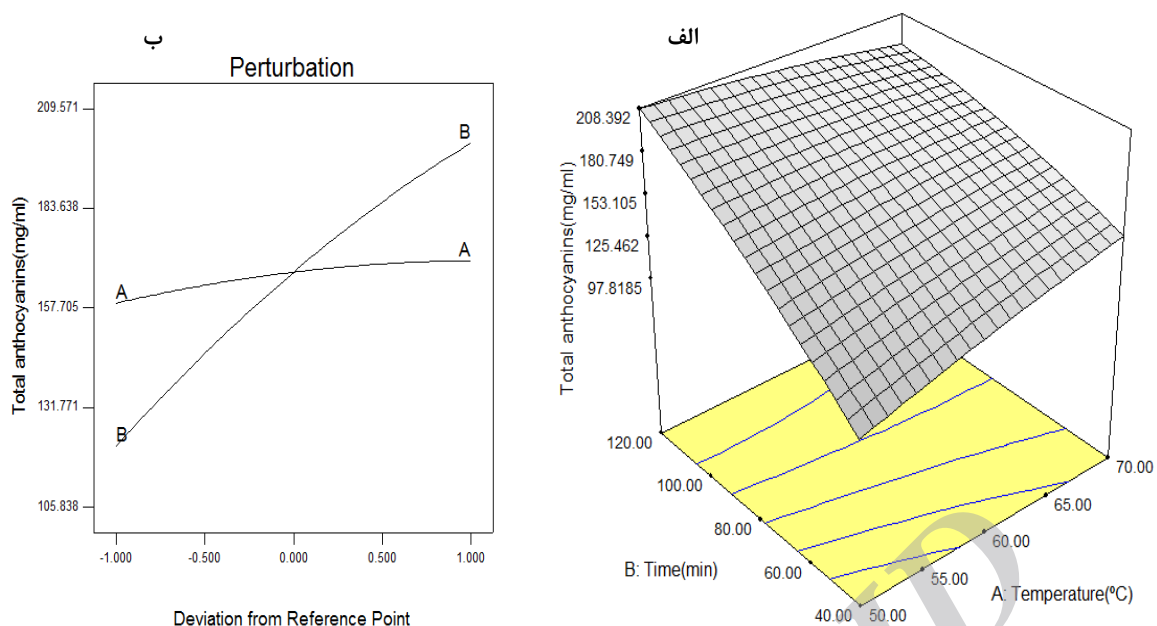 ب
Perturbation
209.571
183.638
157.705
131.771
105.838
Total anthocyanins(mg/ml)
A
B
B
A
-1.000
-0.500
0.000
0.500
1.000
Deviation from Reference Point
الف
208.392
180.749
153.105
125.462
97.8185
Total anthocyanins(mg/ml)
120.00
100.00
80.00
60.00
40.00
B: Time(min)
70.00
65.00
60.00
55.00
50.00
A: Temperature(ºC)